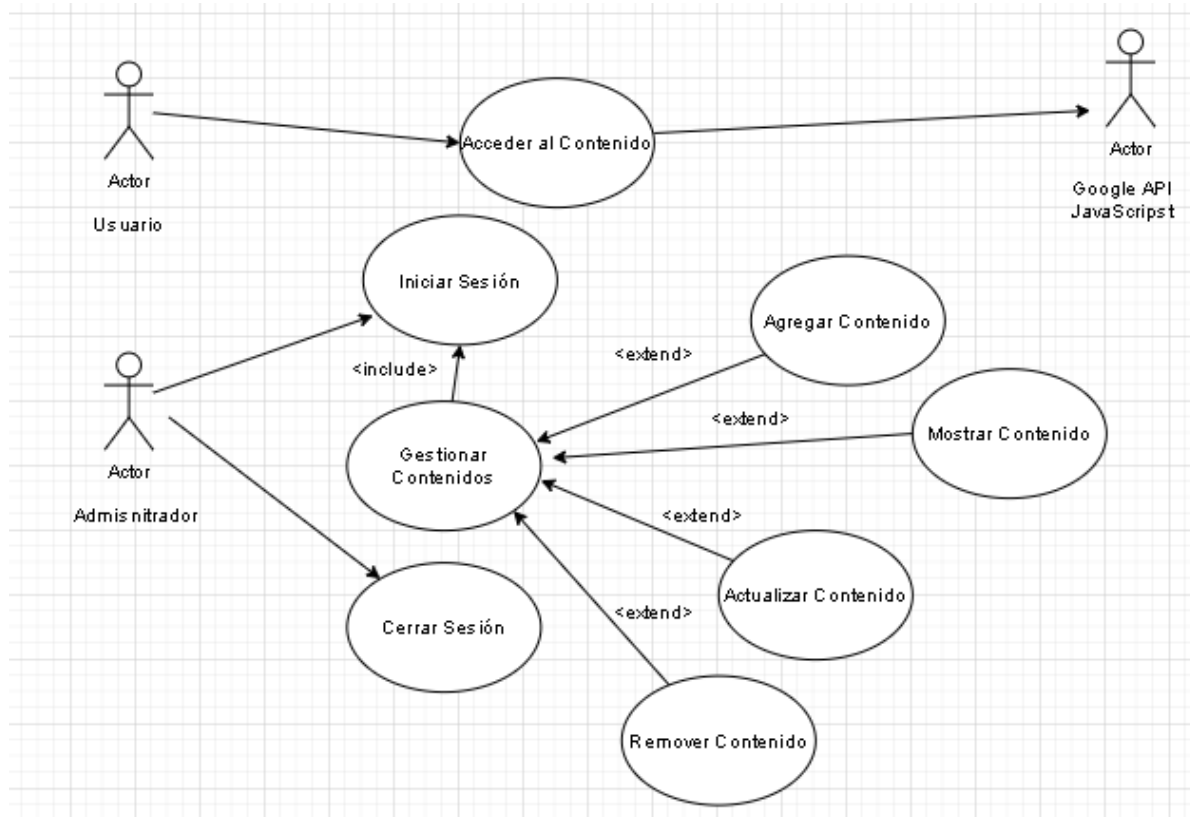 Actor
Usuario
Acceder al Contenido
Actor
Google API
JavaScripst
Iniciar Sesión
<include>
Actor
Admisnitrador
Gestionar
Contenidos
Cerrar Sesión
<extend>
Agregar Contenido
<extend>
Mostrar Contenido
<extend>
Actualizar Contenido
<extend>
Remover Contenido